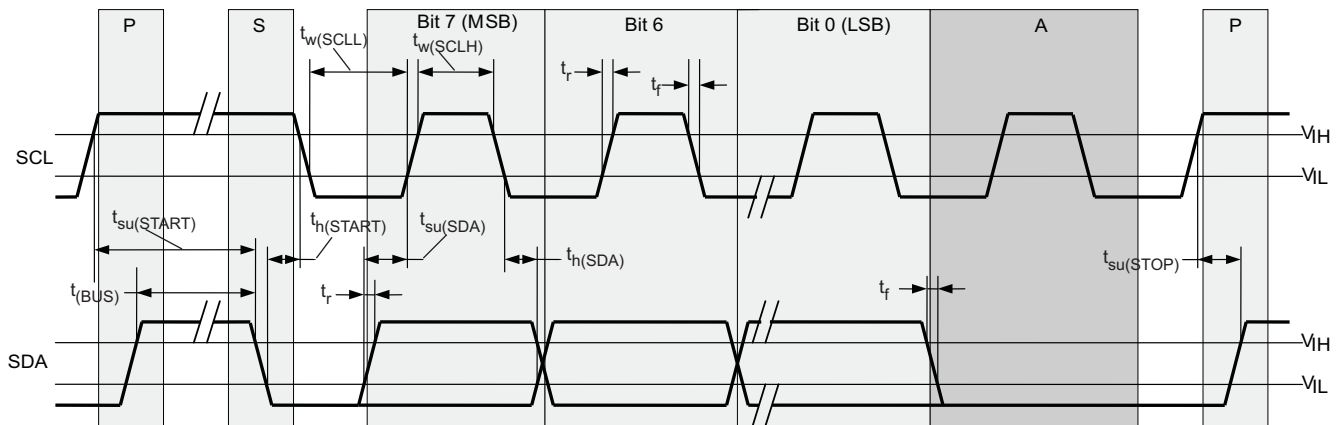 P S Bit 7 (MSB) Bit 6 Bit 0 (LSB) A P
tw(SCLL) tw(SCLH) tr tf
SCL VIH
VIL
tsu(START) th(START) tsu(SDA) th(SDA) tsu(STOP)
t(BUS) tr tf
SDA VIH
VIL